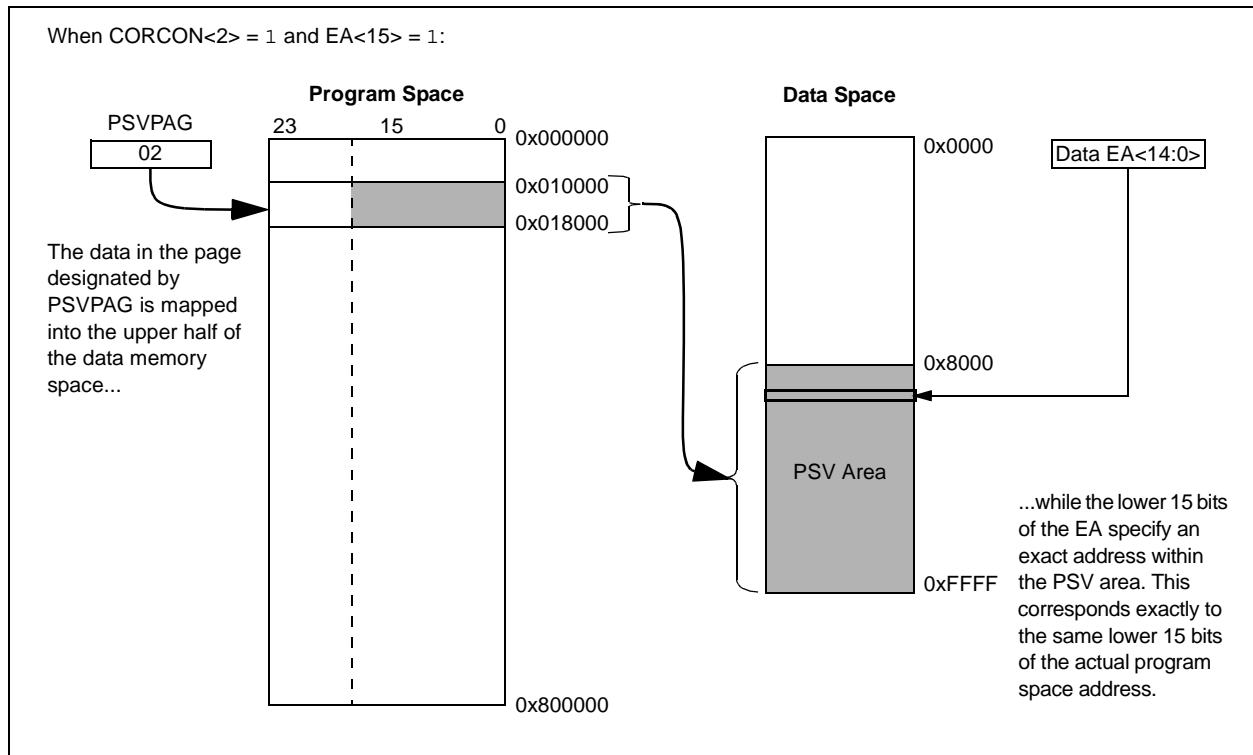 When CORCON<2> = 1 and EA<15> = 1:
Program Space
Data Space
PSVPAG
02
23
15
0
0x000000
0x010000
0x018000
0x800000
The data in the page
designated by
PSVPAG is mapped
into the upper half of
the data memory
space...
0x0000
Data EA<14:0>
0x8000
PSV Area
0xFFFF
...while the lower 15 bits
of the EA specify an
exact address within
the PSV area. This
corresponds exactly to
the same lower 15 bits
of the actual program
space address.